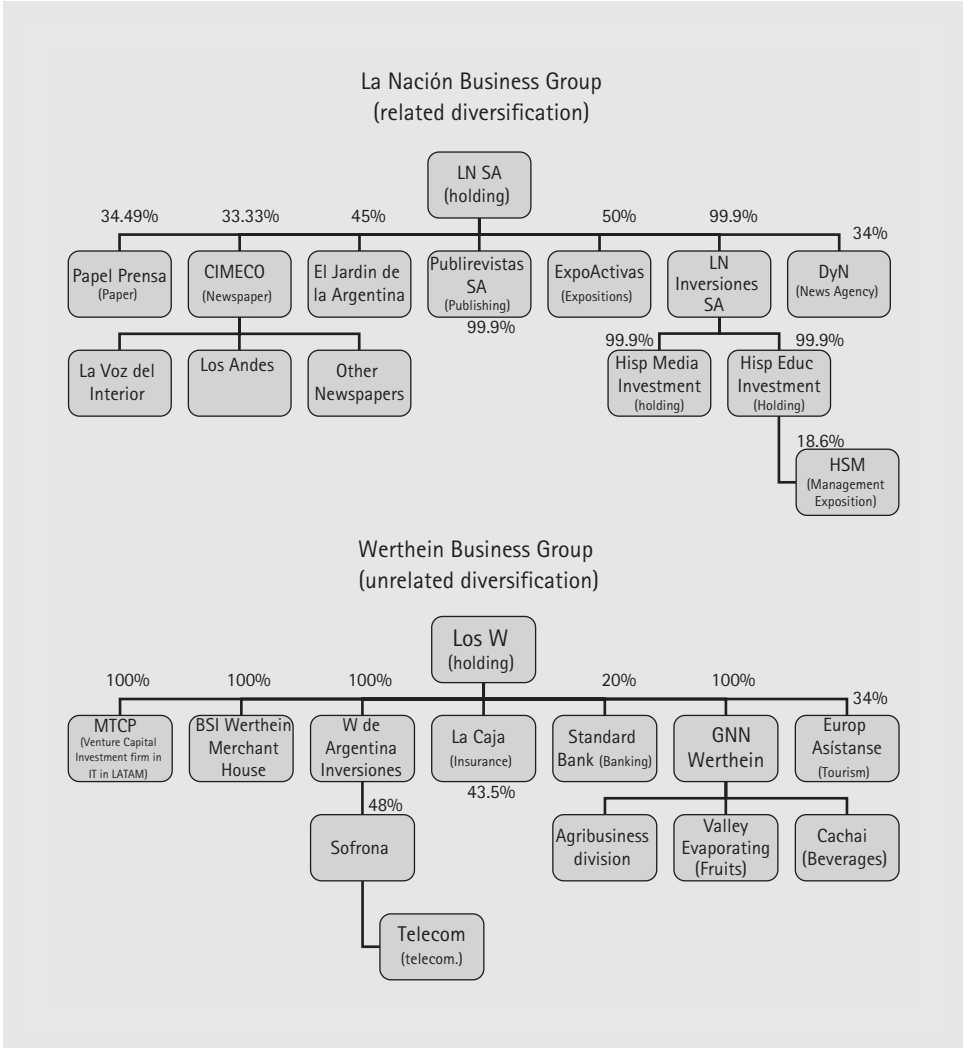 La Nación Business Group
(related diversification)
LN SA
(holding)
34.49%
33.33%
45%
50%
99.9%
34%
Papel Prensa
(Paper)
CIMECO
(Newspaper)
El Jardin de
la Argentina
Publirevistas
SA
(Publishing)
99.9%
ExpoActivas
(Expositions)
LN
Inversiones
SA
DyN
(News Agency)
La Voz del
Interior
Los Andes
Other
Newspapers
99.9%
Hisp Media
Investment
(holding)
99.9%
Hisp Educ
Investment
(Holding)
18.6%
HSM
(Management
Exposition)
Werthein Business Group
(unrelated diversification)
Los W
(holding)
100%
100%
100%
20%
100%
34%
MTCP
(Venture Capital
Investment firm in
IT in LATAM)
BSI Werthein
Merchant
House
W de
Argentina
Inversiones
La Caja
(Insurance)
43.5%
Standard
Bank (Banking)
GNN
Werthein
Europ
Asístanse
(Tourism)
48%
Sofrona
Agribusiness
division
Valley
Evaporating
(Fruits)
Cachai
(Beverages)
Telecom
(telecom.)